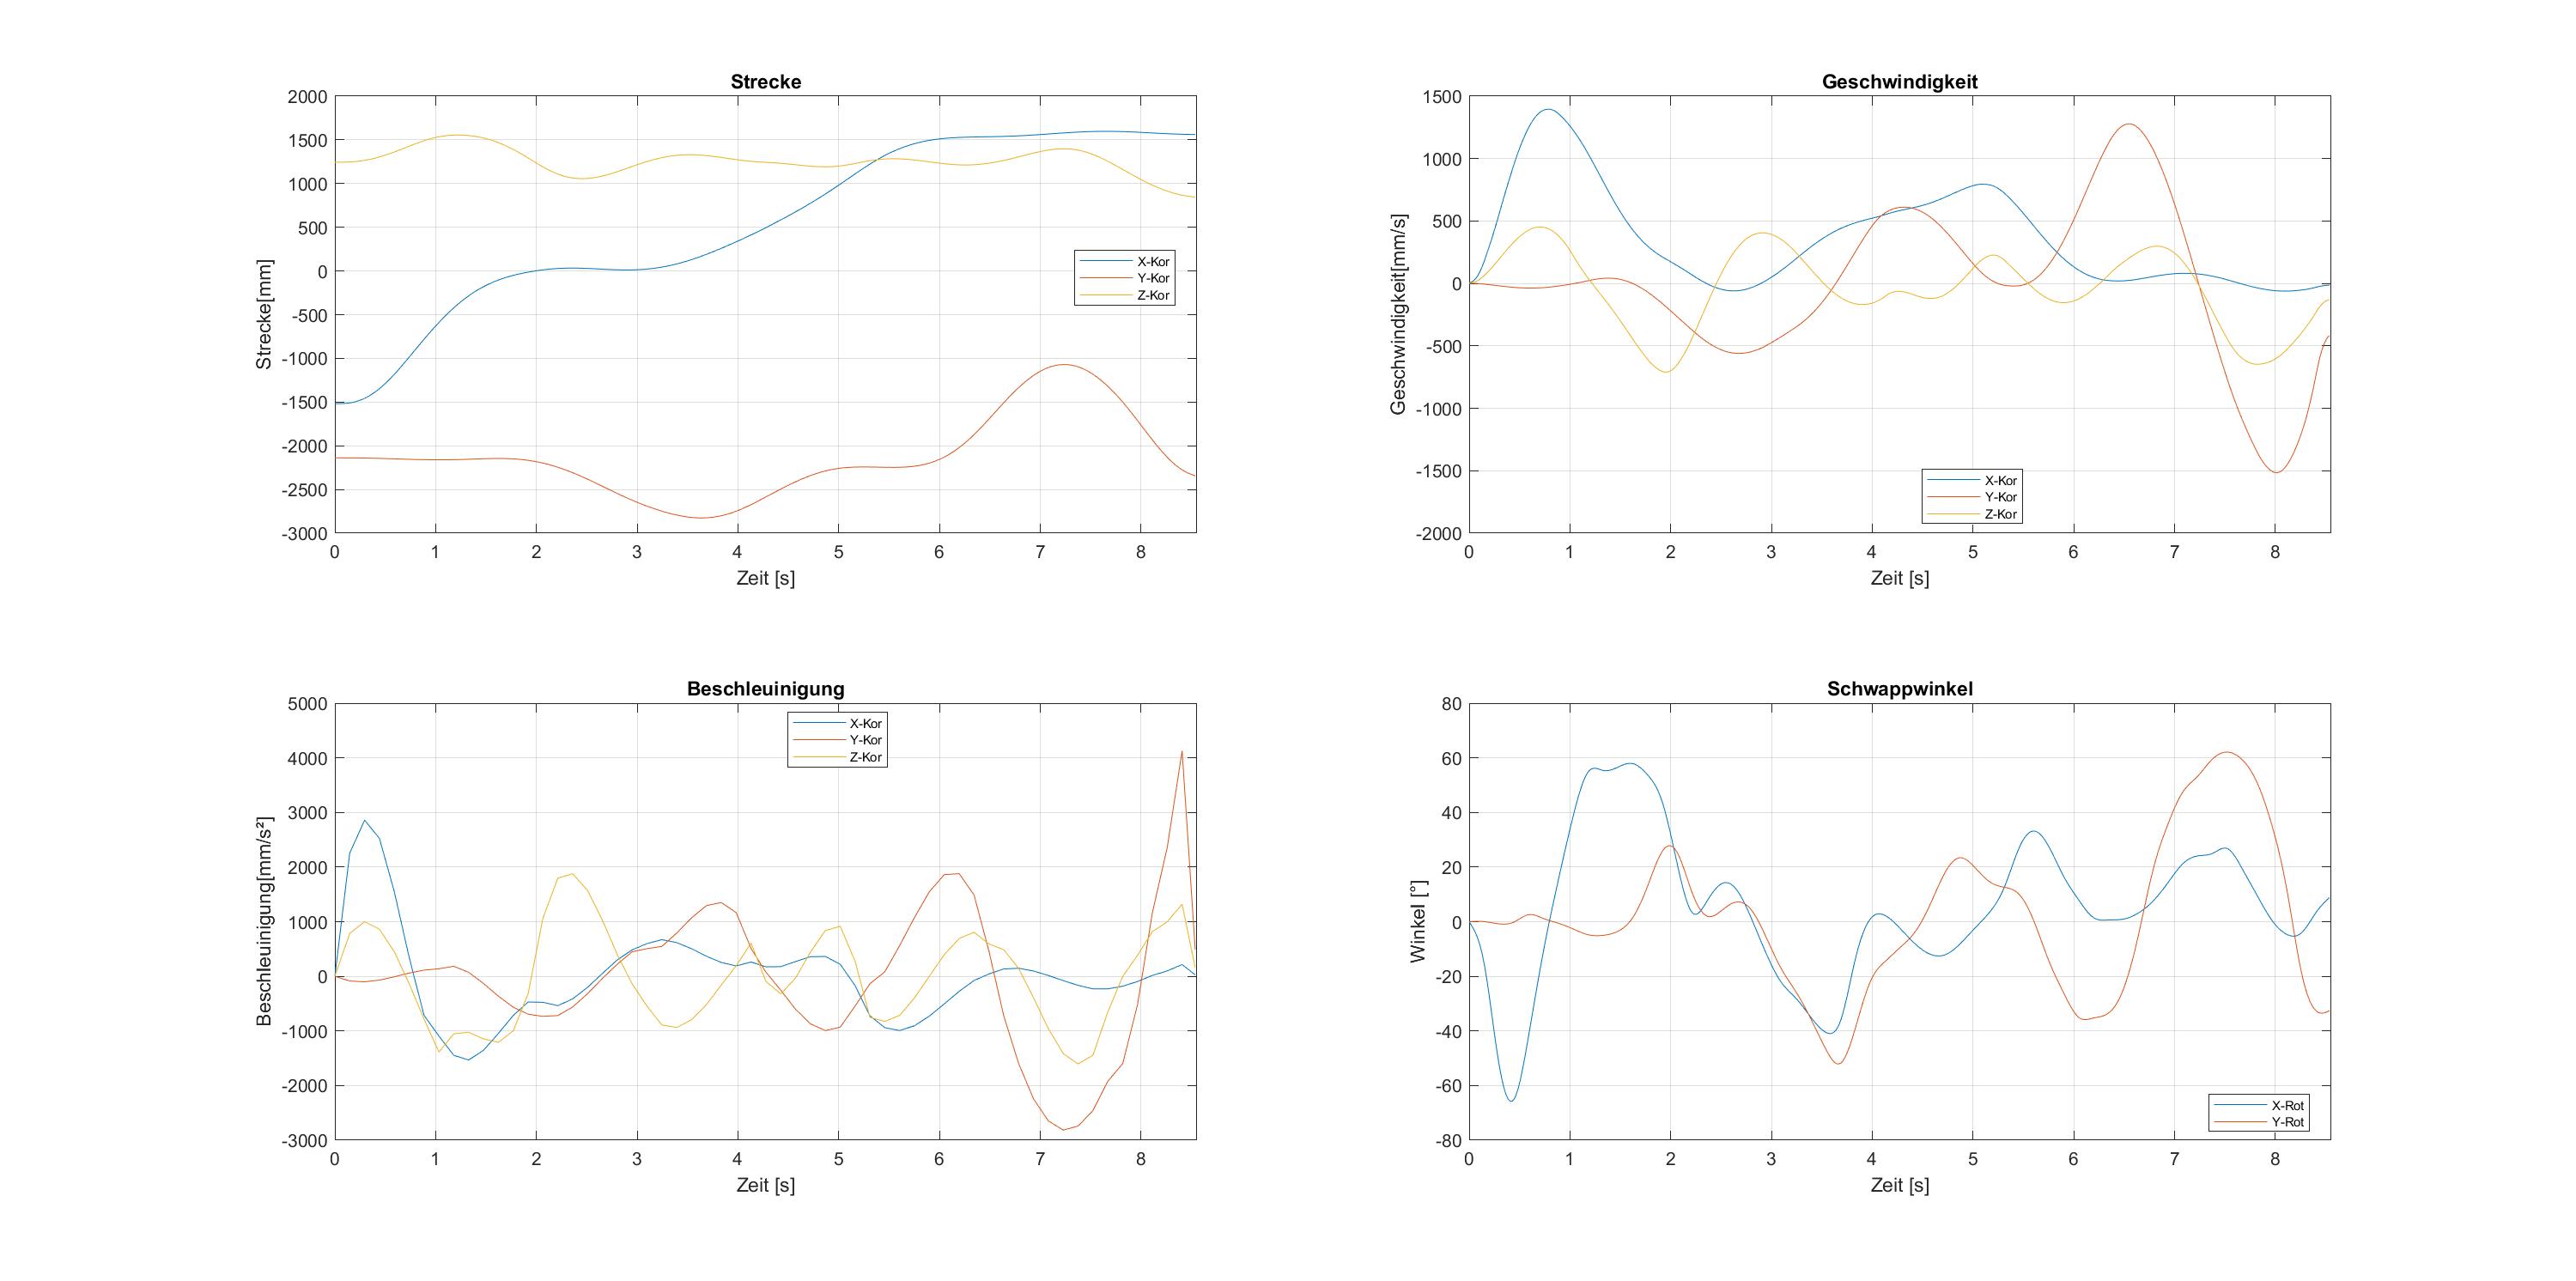 Strecke
2000
1500
1000
500
0
-500
-1000
-1500
-2000
-2500
-3000
Strecke[mm]
X-Kor
Y-Kor
Z-Kor
0 1 2 3 4 5 6 7 8
Zeit [s]
Geschwindigkeit
1500
1000
500
0
-500
-1000
-1500
-2000
Geschwindigkeit[mm/s]
X-Kor
Y-Kor
Z-Kor
0 1 2 3 4 5 6 7 8
Zeit [s]
Beschleuinigung
5000
4000
3000
2000
1000
0
-1000
-2000
-3000
Beschleuinigung[mm/s²]
X-Kor
Y-Kor
Z-Kor
0 1 2 3 4 5 6 7 8
Zeit [s]
Schwappwinkel
80
60
40
20
0
-20
-40
-60
-80
Winkel [°]
X-Rot
Y-Rot
0 1 2 3 4 5 6 7 8
Zeit [s]